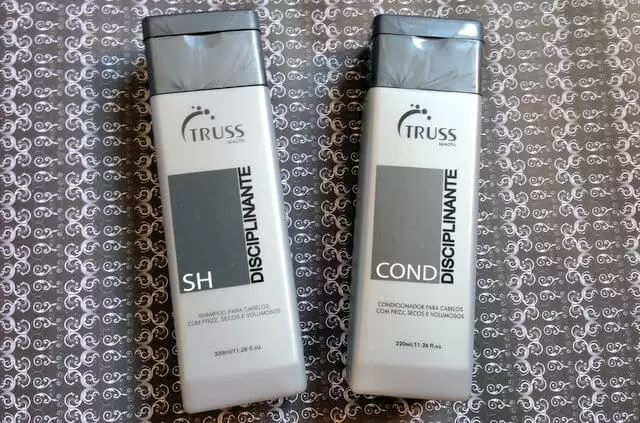 TRUSS
specific
DISCIPLINANTE
SH
SHAMPOO PARA CABELOS
COM FRIZZ, SECOS E VOLUMOSOS
320ml/11.26 fl.oz.
TRUSS
specific
DISCIPLINANTE
COND
CONDICIONADOR PARA CABELOS
COM FRIZZ, SECOS E VOLUMOSOS
320ml/11.26 fl.oz.